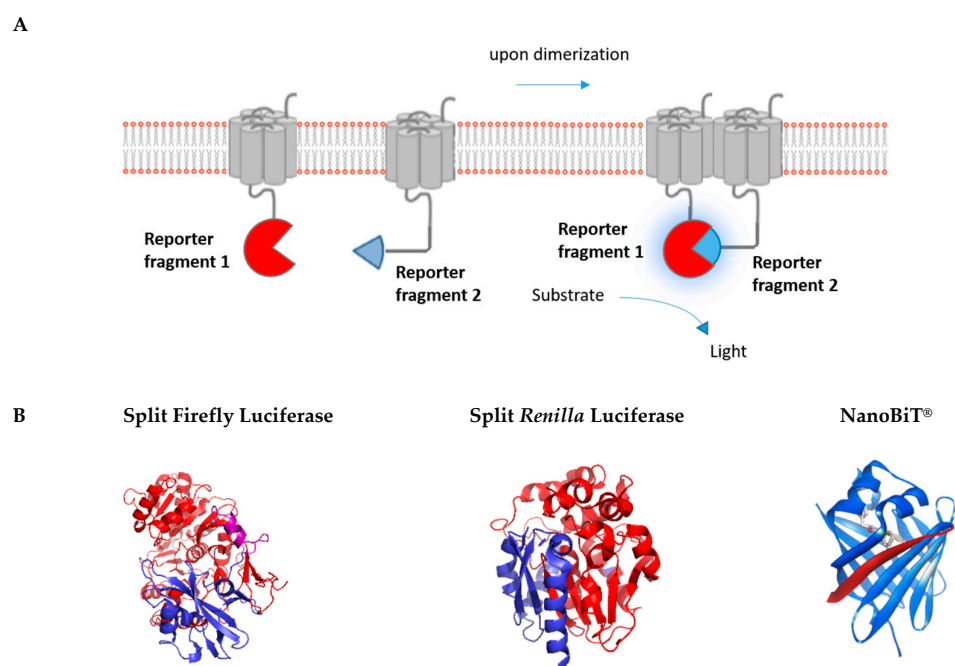 A
upon dimerization
Reporter
fragment 1
Reporter
fragment 2
Reporter
fragment 1
Reporter
fragment 2
Substrate
Light
B
Split Firefly Luciferase
Split Renilla Luciferase
NanoBiT®